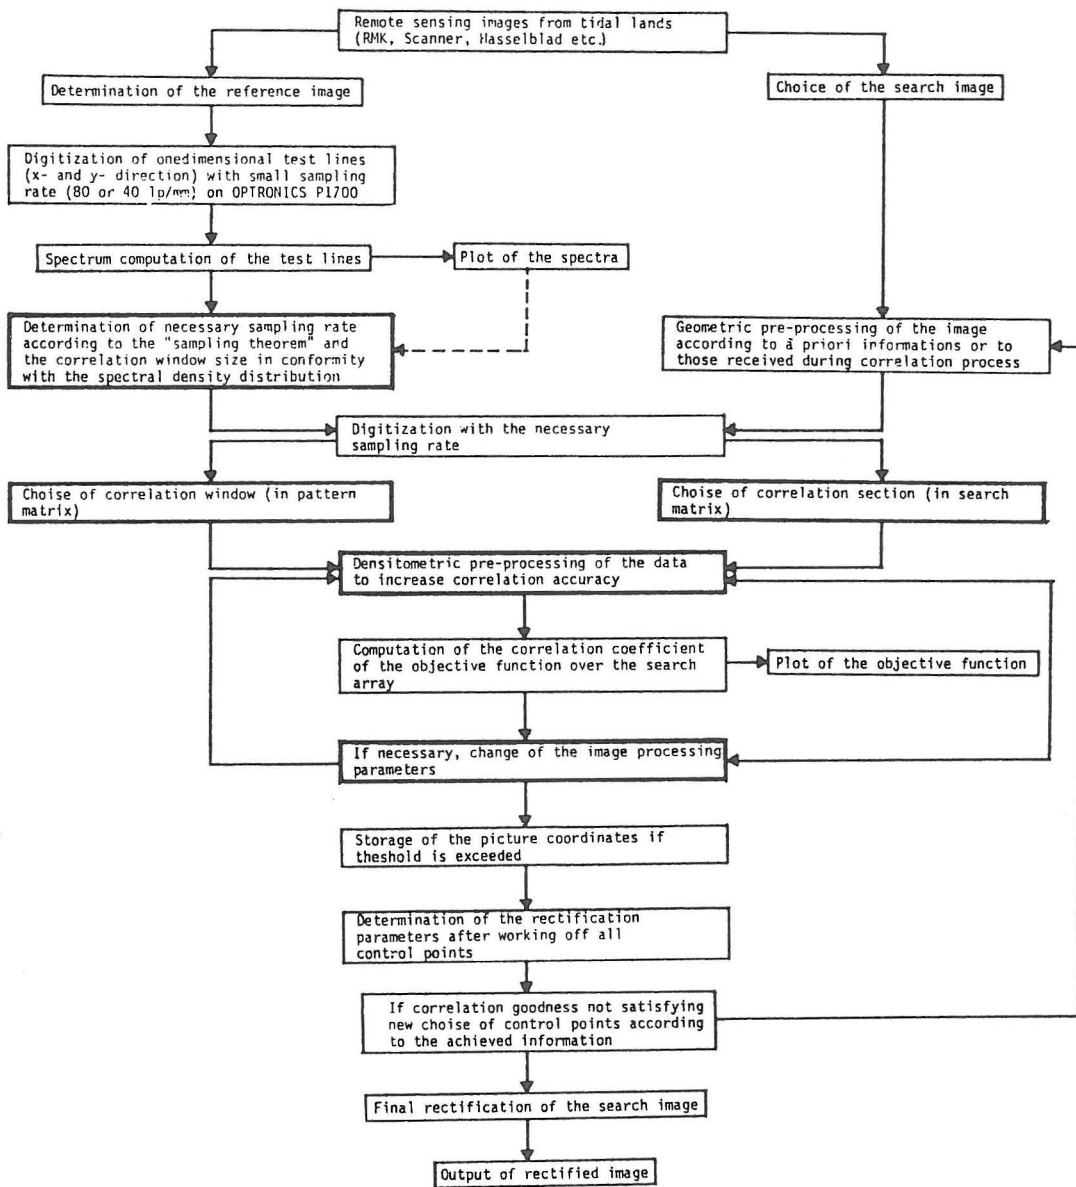 Remote sensing images from tidal lands
(RMK, Scanner, Hasselblad etc.)
Determination of the reference image
Choice of the search image
Digitization of onedimensional test lines
(x- and y- direction) with small sampling
rate (80 or 40 lp/mm) on OPTRONICS P1700
Spectrum computation of the test lines
Plot of the spectra
Determination of necessary sampling rate
according to the "sampling theorem" and
the correlation window size in conformity
with the spectral density distribution
Geometric pre-processing of the image
according to a priori informations or to
those received during correlation process
Digitization with the necessary
sampling rate
Choise of correlation window (in pattern
matrix)
Choise of correlation section (in search
matrix)
Densitometric pre-processing of the data
to increase correlation accuracy
Computation of the correlation coefficient
of the objective function over the search
array
Plot of the objective function
If necessary, change of the image processing
parameters
Storage of the picture coordinates if
theshold is exceeded
Determination of the rectification
parameters after working off all
control points
If correlation goodness not satisfying
new choise of control points according
to the achieved information
Final rectification of the search image
Output of rectified image